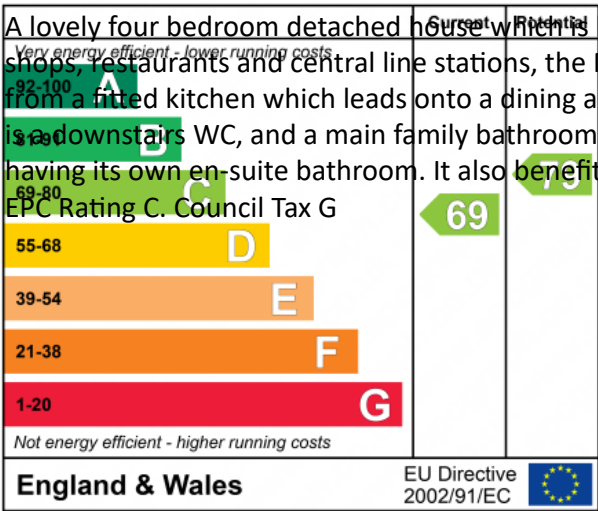 A lovely four bedroom detached house which is
Current
Potential
Very energy efficient - lower running costs
shops, restaurants and central line stations, the
92-100 A
from a fitted kitchen which leads onto a dining a
81-91 B
is a downstairs WC, and a main family bathroom
having its own en-suite bathroom. It also benefit
79
69-80 C
69
EPC Rating C. Council Tax G
55-68 D
39-54 E
21-38 F
1-20 G
Not energy efficient - higher running costs
England & Wales
EU Directive
2002/91/EC